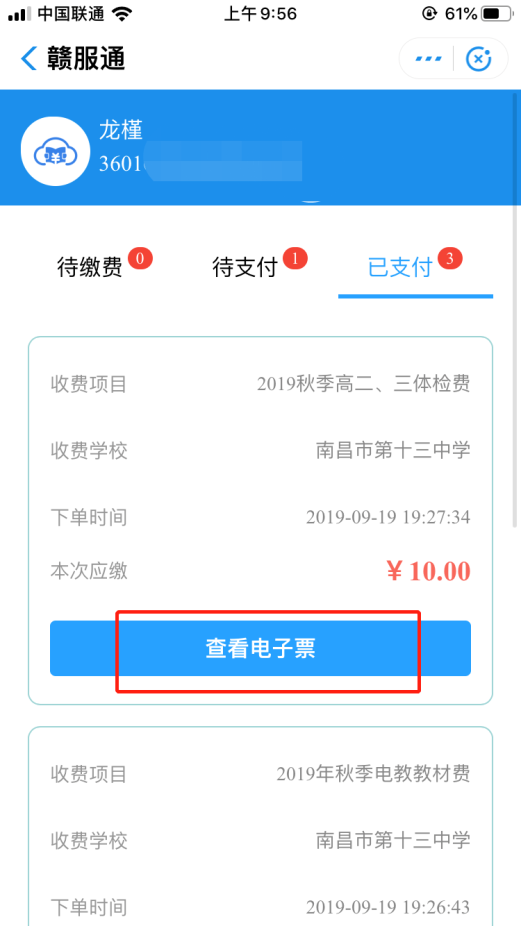 中国联通 上午9:56 61%
赣服通
龙槿
3601
待缴费 0 待支付 1 已支付 3
收费项目 2019秋季高二、三体检费
收费学校 南昌市第十三中学
下单时间 2019-09-19 19:27:34
本次应缴 ¥10.00
查看电子票
收费项目 2019年秋季电教教材费
收费学校 南昌市第十三中学
下单时间 2019-09-19 19:26:43